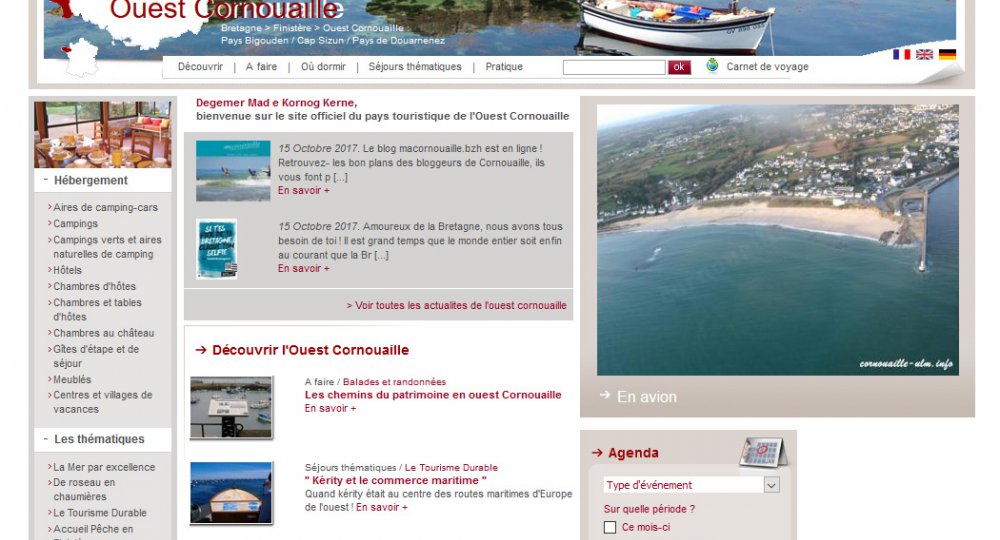 Ouest Cornouaille
Bretagne > Finistère > Ouest Cornouaille
Pays Bigouden / Cap Sizun / Pays de Douarnenez
Découvrir | A faire | Où dormir | Séjours thématiques | Pratique
ok
Carnet de voyage
- Hébergement
Aires de camping-cars
Campings
Campings verts et aires
naturelles de camping
Hôtels
Chambres d'hôtes
Chambres et tables
d'hôtes
Chambres au château
Gîtes d'étape et de
séjour
Meublés
Centres et villages de
vacances
- Les thématiques
La Mer par excellence
De roseau en
chaumières
Le Tourisme Durable
Accueil Pêche en
Degemer Mad e Kornog Kerne,
bienvenue sur le site officiel du pays touristique de l'Ouest Cornouaille
15 Octobre 2017. Le blog macornouaille.bzh est en ligne !
Retrouvez- les bon plans des bloggeurs de Cornouaille, ils
vous font p [...]
En savoir +
15 Octobre 2017. Amoureux de la Bretagne, nous avons tous
besoin de toi ! Il est grand temps que le monde entier soit enfin
au courant que la Br [...]
En savoir +
> Voir toutes les actualites de l'ouest cornouaille
Découvrir l'Ouest Cornouaille
A faire / Balades et randonnées
Les chemins du patrimoine en ouest Cornouaille
En savoir +
Séjours thématiques / Le Tourisme Durable
" Kérity et le commerce maritime "
Quand kérity était au centre des routes maritimes d'Europe
de l'ouest ! En savoir +
cornouaille-ulm.info
En avion
Agenda
Type d'événement
Sur quelle période ?
Ce mois-ci